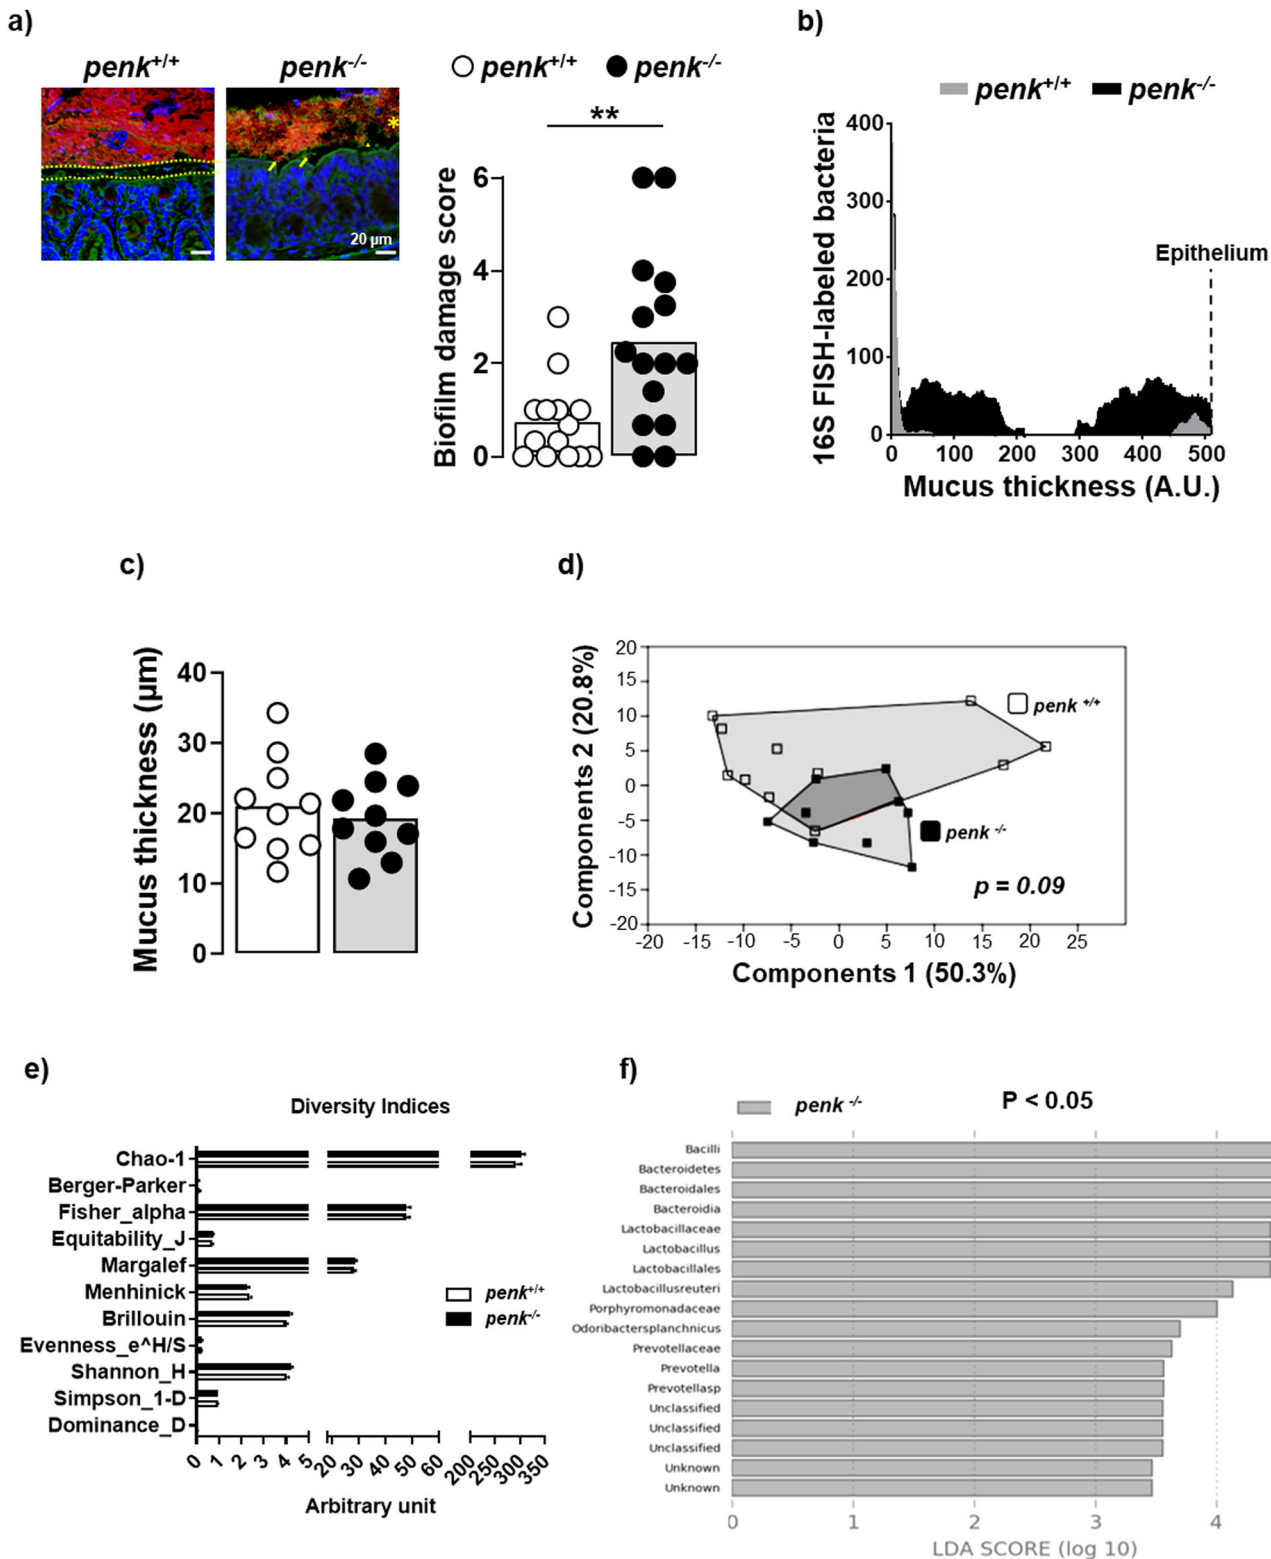 a)
penk+/+
penk-/-
*
20 µm
penk+/+ penk-/-
**
Biofilm damage score
6
4
2
0
b)
penk+/+ penk-/-
16S FISH-labeled bacteria
400
300
200
100
0
Epithelium
0 100 200 300 400 500
Mucus thickness (A.U.)
c)
Mucus thickness (µm)
40
30
20
10
0
d)
Components 2 (20.8%)
20
15
10
5
0
-5
-10
-15
-20
penk +/+
penk -/-
p = 0.09
-20 -15 -10 -5 0 5 10 15 20 25
Components 1 (50.3%)
e)
Diversity Indices
Chao-1
Berger-Parker
Fisher_alpha
Equitability_J
Margalef
Menhinick
Brillouin
Evenness_e^H/S
Shannon_H
Simpson_1-D
Dominance_D
penk+/+
penk-/-
0 1 2 3 4 5 20 30 40 50 60 200 250 300 350
Arbitrary unit
f)
penk -/-
P < 0.05
Bacilli
Bacteroidetes
Bacteroidales
Bacteroidia
Lactobacillaceae
Lactobacillus
Lactobacillales
Lactobacillusreuteri
Porphyromonadaceae
Odoribactersplanchnicus
Prevotellaceae
Prevotella
Prevotellasp
Unclassified
Unclassified
Unclassified
Unknown
Unknown
0 1 2 3 4
LDA SCORE (log 10)